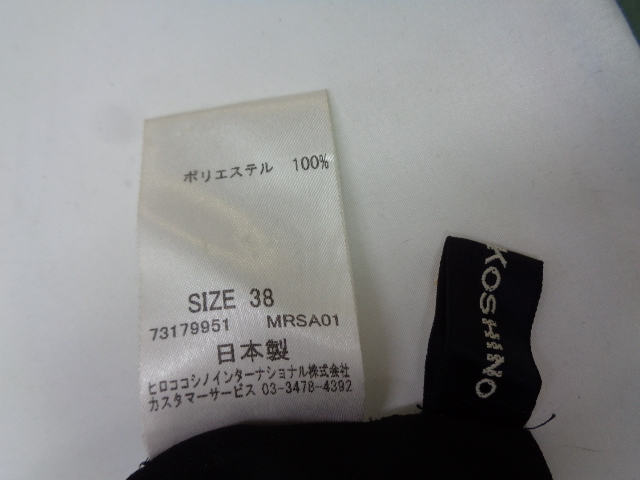 ポリエステル 100%
SIZE 38
73179951 MRSA01
日本製
ヒロココシノインターナショナル株式会社
カスタマーサービス 03-3478-4392
KOSHINO